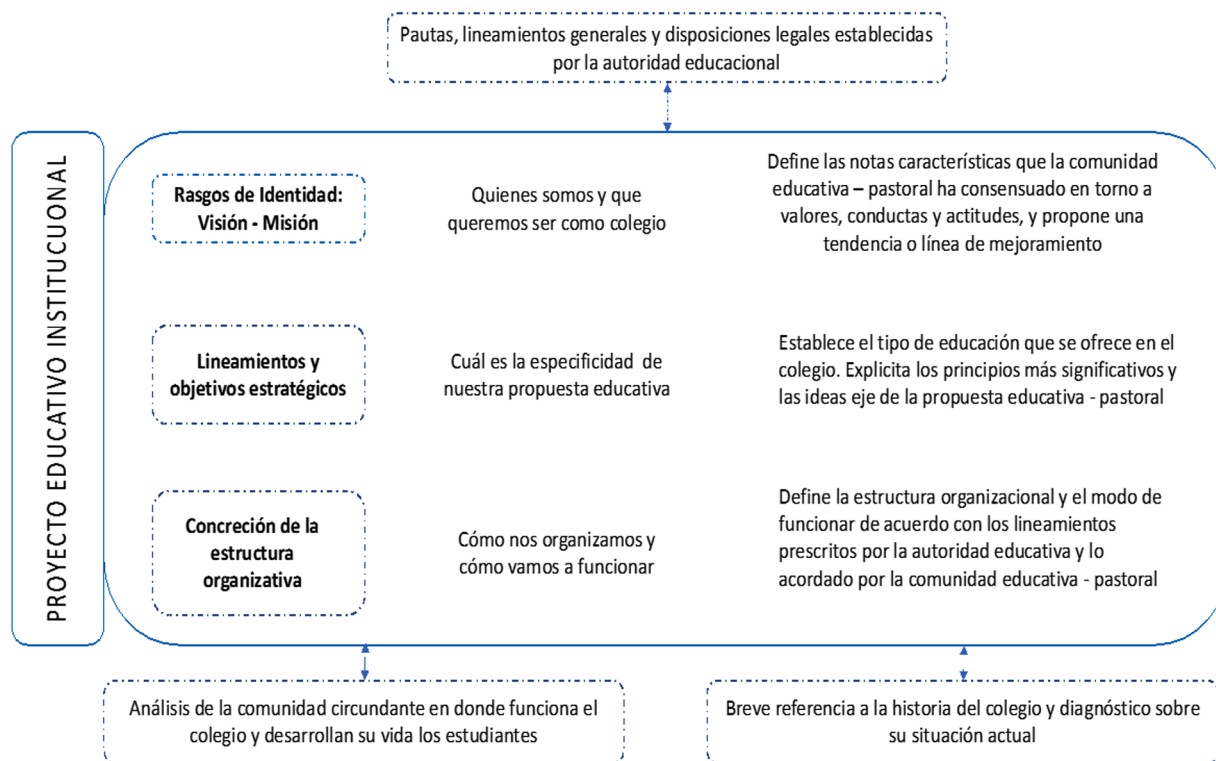 Pautas, lineamientos generales y disposiciones legales establecidas
por la autoridad educacional
PROYECTO EDUCATIVO INSTITUCUONAL
Rasgos de Identidad:
Visión - Misión
Quienes somos y que
queremos ser como colegio
Define las notas características que la comunidad
educativa – pastoral ha consensuado en torno a
valores, conductas y actitudes, y propone una
tendencia o línea de mejoramiento
Lineamientos y
objetivos estratégicos
Cuál es la especificidad de
nuestra propuesta educativa
Establece el tipo de educación que se ofrece en el
colegio. Explicita los principios más significativos y
las ideas eje de la propuesta educativa - pastoral
Concreción de la
estructura
organizativa
Cómo nos organizamos y
cómo vamos a funcionar
Define la estructura organizacional y el modo de
funcionar de acuerdo con los lineamientos
prescritos por la autoridad educativa y lo
acordado por la comunidad educativa - pastoral
Análisis de la comunidad circundante en donde funciona el
colegio y desarrollan su vida los estudiantes
Breve referencia a la historia del colegio y diagnóstico sobre
su situación actual